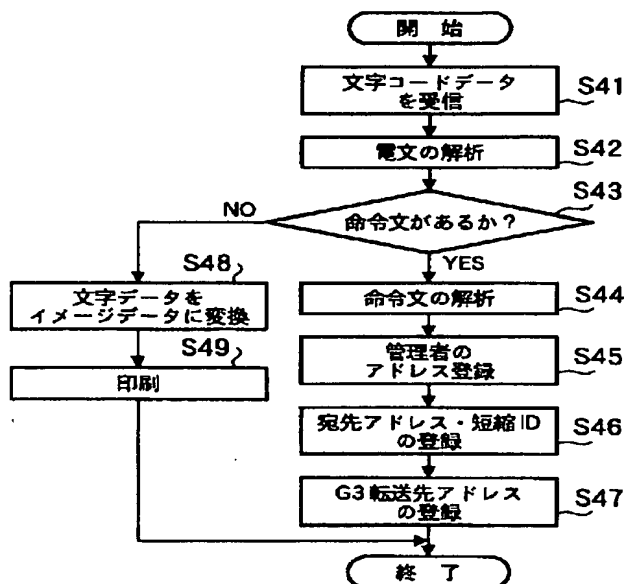 開 始
文字コードデータ
を受信
S41
電文の解析
S42
命令文があるか？
S43
NO
YES
S48
文字データを
イメージデータに変換
S49
印刷
命令文の解析
S44
管理者の
アドレス登録
S45
宛先アドレス・短縮ID
の登録
S46
G3転送先アドレス
の登録
S47
終 了